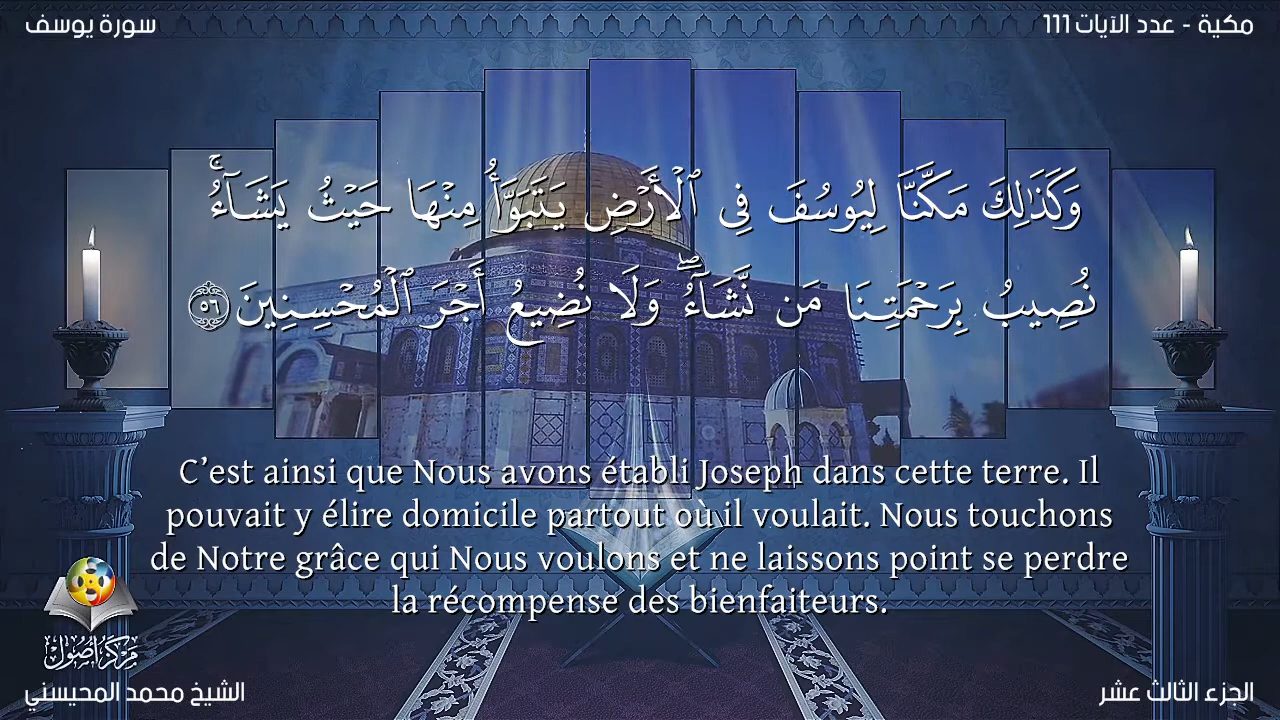 مكية - عدد الآيات 111
سورة يوسف
وَكَذَٰلِكَ مَكَّنَّا لِيُوسُفَ فِى ٱلْأَرْضِ يَتَبَوَّأُ مِنْهَا حَيْثُ يَشَآءُ ۚ
نُصِيبُ بِرَحْمَتِنَا مَن نَّشَآءُ ۖ وَلَا نُضِيعُ أَجْرَ ٱلْمُحْسِنِينَ ٥٦
C’est ainsi que Nous avons établi Joseph dans cette terre. Il
pouvait y élire domicile partout où il voulait. Nous touchons
de Notre grâce qui Nous voulons et ne laissons point se perdre
la récompense des bienfaiteurs.
مركز أصول
الجزء الثالث عشر
الشيخ محمد المحيسني